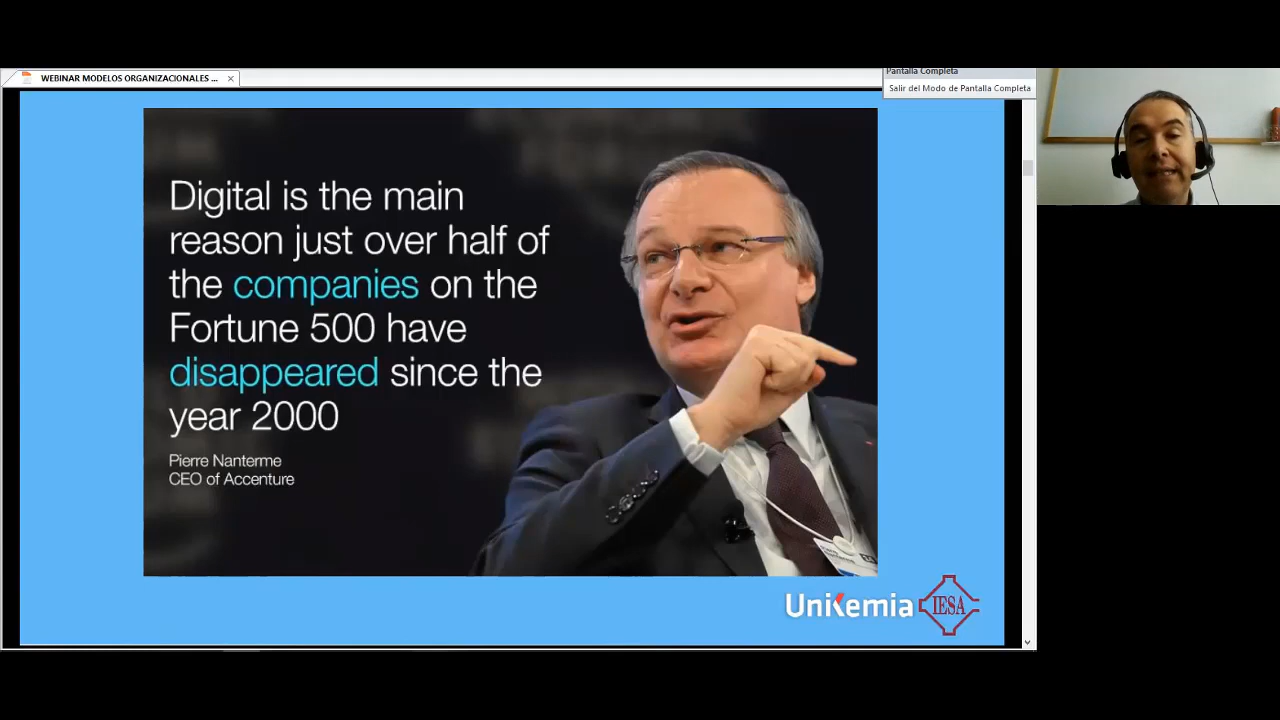 WEBINAR MODELOS ORGANIZACIONALES ...
Pantalla Completa
Salir del Modo de Pantalla Completa
Digital is the main
reason just over half of
the companies on the
Fortune 500 have
disappeared since the
year 2000
Pierre Nanterme
CEO of Accenture
UniKemia
IESA